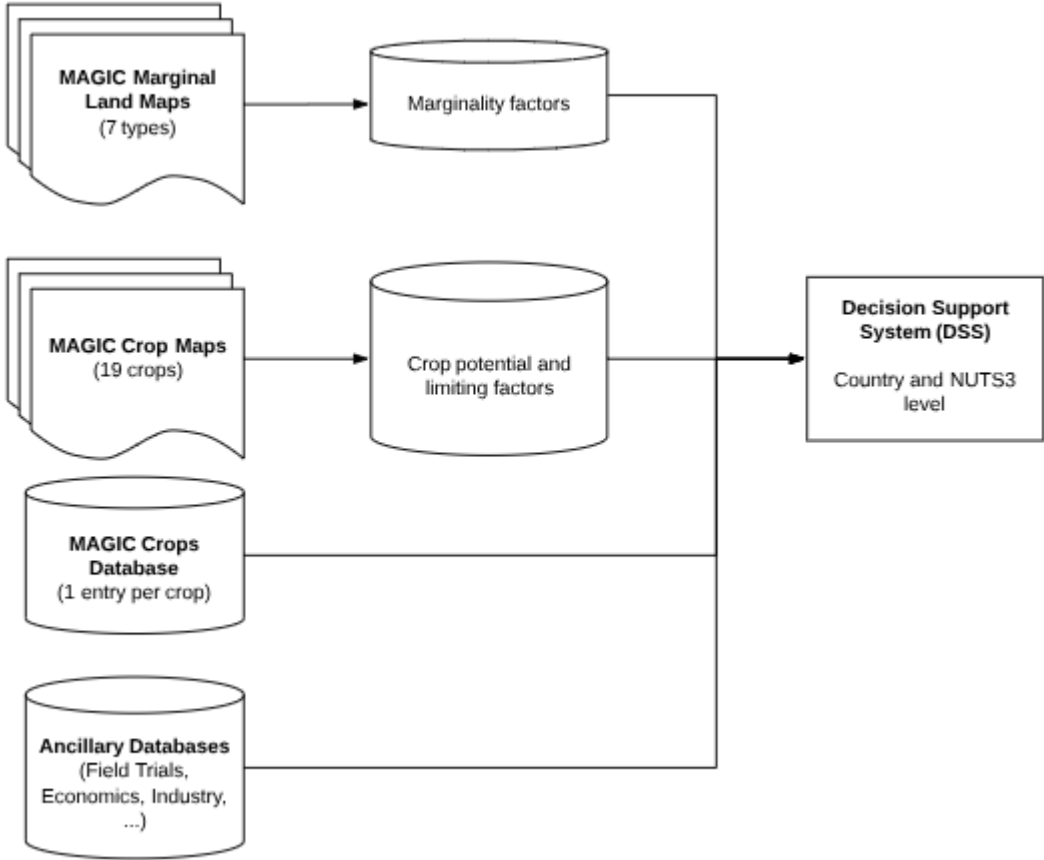 MAGIC Marginal
Land Maps
(7 types)
Marginality factors
MAGIC Crop Maps
(19 crops)
Crop potential and
limiting factors
Decision Support
System (DSS)
Country and NUTS3
level
MAGIC Crops
Database
(1 entry per crop)
Ancillary Databases
(Field Trials,
Economics, Industry,
...)